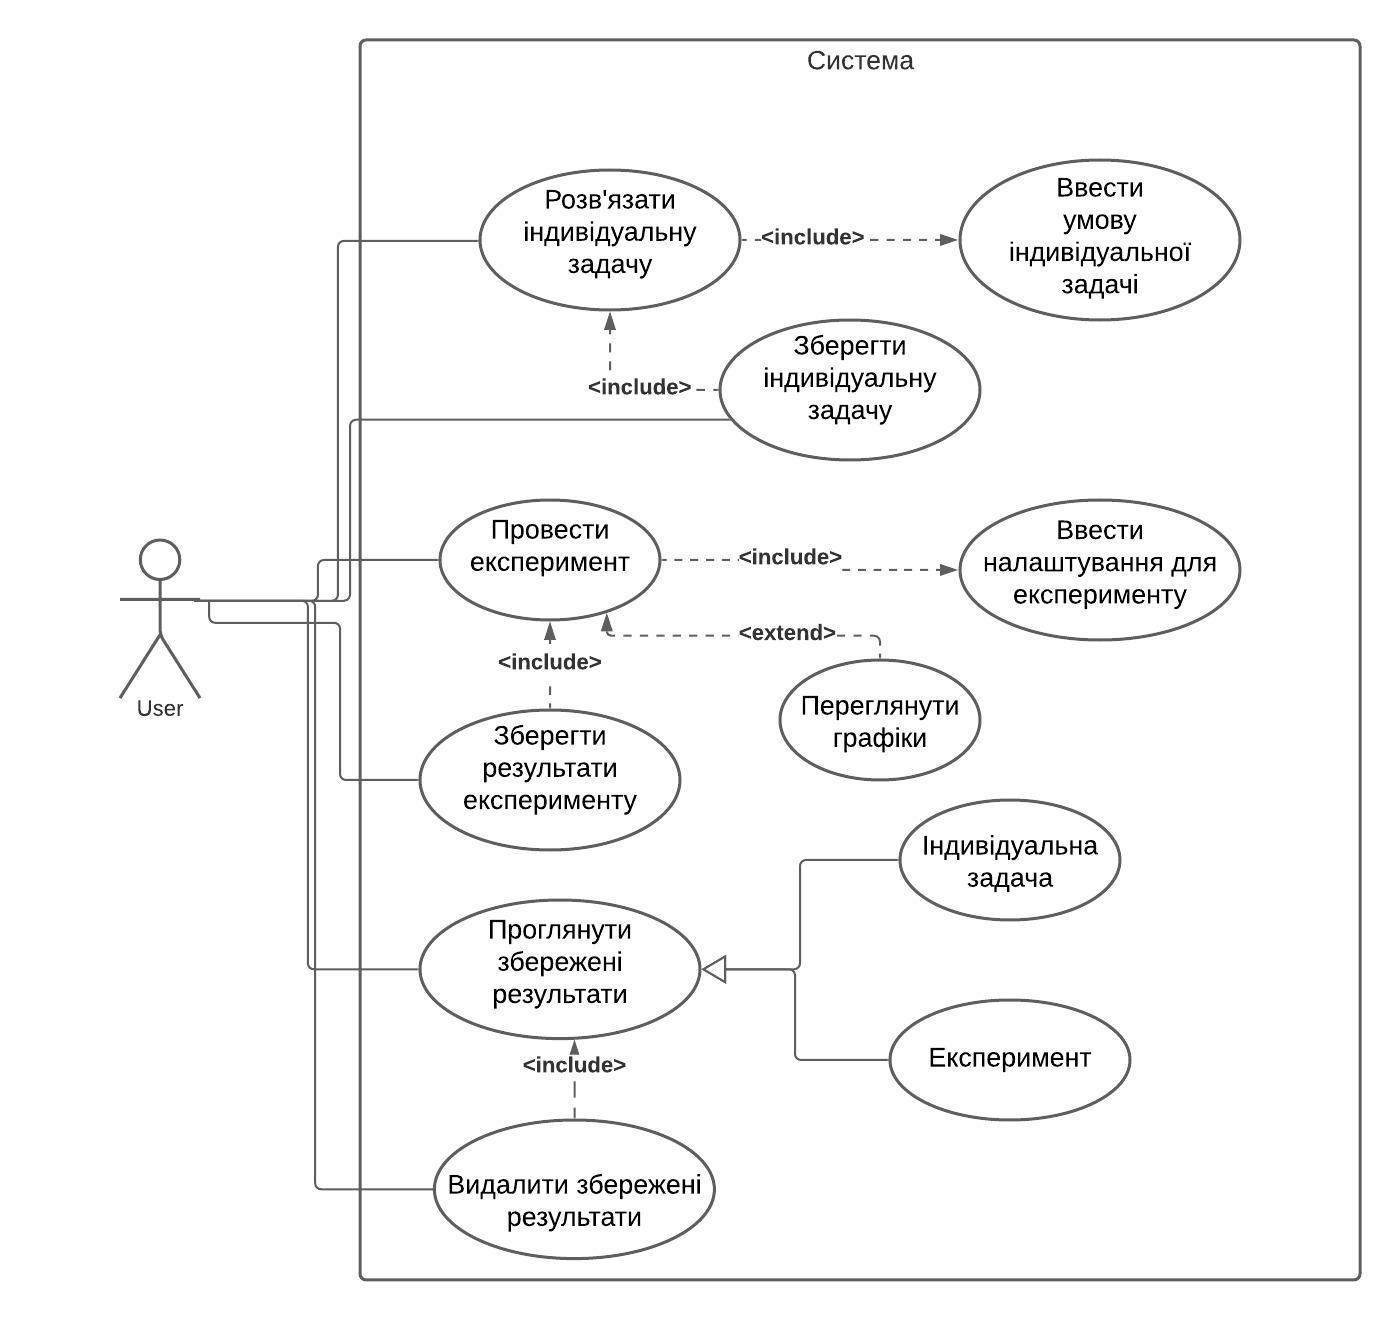 Система
Розв'язати
індивідуальну
задачу
<include>
Ввести
умову
індивідуальної
задачі
<include>
Зберегти
індивідуальну
задачу
Провести
експеримент
<include>
Ввести
налаштування для
експерименту
<extend>
<include>
Переглянути
графіки
User
Зберегти
результати
експерименту
Індивідуальна
задача
Проглянути
збережені
результати
Експеримент
<include>
Видалити збережені
результати